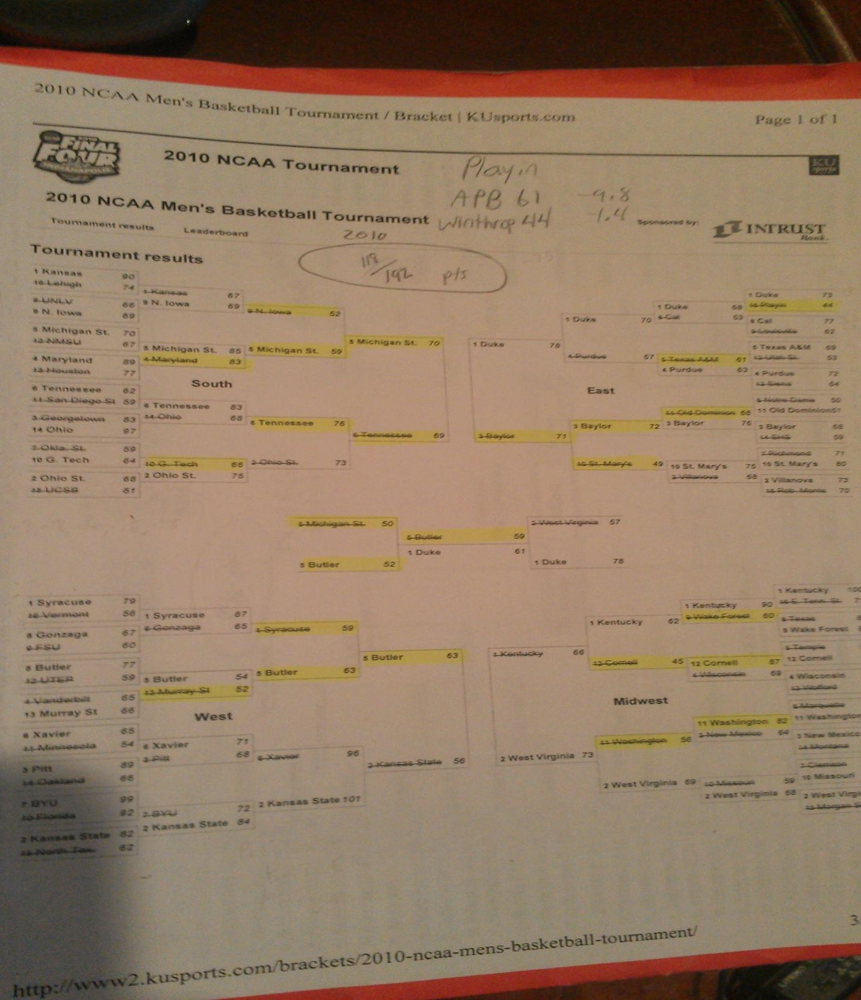 2010 NCAA Men's Basketball Tournament / Bracket | KUsports.com
Page 1 of 1
FINAL FOUR
2010 NCAA Tournament
KU sports
Playin
APB 61 -9.8
Winthrop 44 -1.4
2010 NCAA Men's Basketball Tournament
Sponsored by:
INTRUST Bank.
Tournament results Leaderboard
2010
118/192 pts
Tournament results
1 Kansas 90
16 Lehigh 74
8 UNLV 66
9 N. Iowa 69
5 Michigan St. 70
12 NMSU 67
4 Maryland 89
13 Houston 77
6 Tennessee 62
11 San Diego St 59
3 Georgetown 83
14 Ohio 97
7 Okla. St. 59
10 G. Tech 64
2 Ohio St. 68
15 UCSB 51
1 Kansas 67
9 N. Iowa 69
5 Michigan St. 85
4 Maryland 83
South
6 Tennessee 83
14 Ohio 68
10 G. Tech 66
2 Ohio St. 75
9 N. Iowa 52
5 Michigan St. 59
6 Tennessee 76
2 Ohio St. 73
5 Michigan St. 70
6 Tennessee 69
1 Duke 78
3 Baylor 71
1 Duke 70
4 Purdue 57
East
3 Baylor 72
10 St. Mary's 49
1 Duke 68
8 Cal 53
5 Texas A&M 61
4 Purdue 63
11 Old Dominion 68
3 Baylor 76
10 St. Mary's 75
2 Villanova 68
1 Duke 73
16 Playin 44
8 Cal 77
9 Louisville 62
5 Texas A&M 69
12 Utah St. 53
4 Purdue 72
13 Siena 64
6 Notre Dame 50
11 Old Dominion 51
3 Baylor 68
14 SHS 59
7 Richmond 71
10 St. Mary's 80
2 Villanova 73
15 Rob. Morris 70
5 Michigan St. 50
5 Butler 52
5 Butler 59
1 Duke 61
2 West Virginia 57
1 Duke 78
1 Syracuse 79
16 Vermont 56
8 Gonzaga 67
9 FSU 60
5 Butler 77
12 UTEP 59
4 Vanderbilt 65
13 Murray St 66
6 Xavier 65
11 Minnesota 54
3 Pitt 89
14 Oakland 66
7 BYU 99
10 Florida 92
2 Kansas State 82
15 North Tex. 62
1 Syracuse 87
8 Gonzaga 65
5 Butler 54
13 Murray St 52
West
6 Xavier 71
3 Pitt 68
7 BYU 72
2 Kansas State 84
1 Syracuse 59
5 Butler 63
6 Xavier 96
2 Kansas State 101
5 Butler 63
2 Kansas State 56
1 Kentucky 66
2 West Virginia 73
1 Kentucky 62
12 Cornell 45
Midwest
11 Washington 56
2 West Virginia 69
1 Kentucky 90
9 Wake Forest 60
12 Cornell 87
4 Wisconsin 69
11 Washington 82
3 New Mexico 64
10 Missouri 59
2 West Virginia 68
1 Kentucky 100
16 E. Tenn. St. 7
8 Texas 8
9 Wake Forest 8
5 Temple
12 Cornell
4 Wisconsin
13 Wofford
6 Marquette
11 Washington
3 New Mexico
14 Montana
7 Clemson
10 Missouri
2 West Virgi
15 Morgan S
3
http://www2.kusports.com/brackets/2010-ncaa-mens-basketball-tournament/